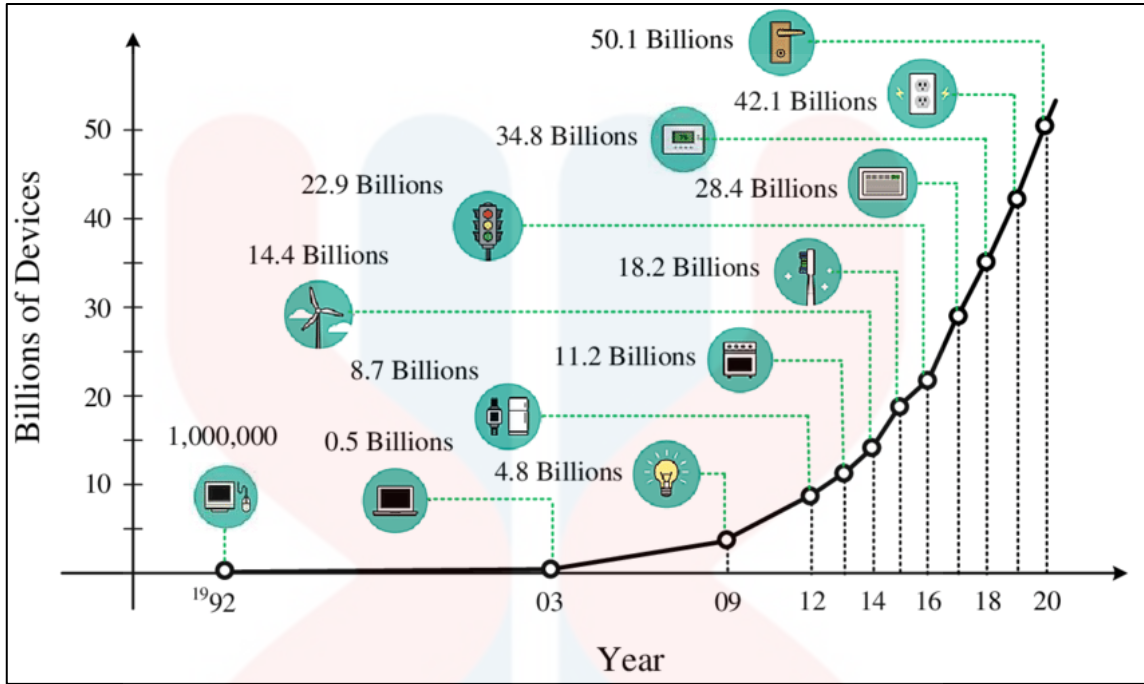 50.1 Billions
42.1 Billions
34.8 Billions
28.4 Billions
22.9 Billions
18.2 Billions
14.4 Billions
11.2 Billions
8.7 Billions
4.8 Billions
0.5 Billions
1,000,000
Billions of Devices
50
40
30
20
10
1992 03 09 12 14 16 18 20
Year